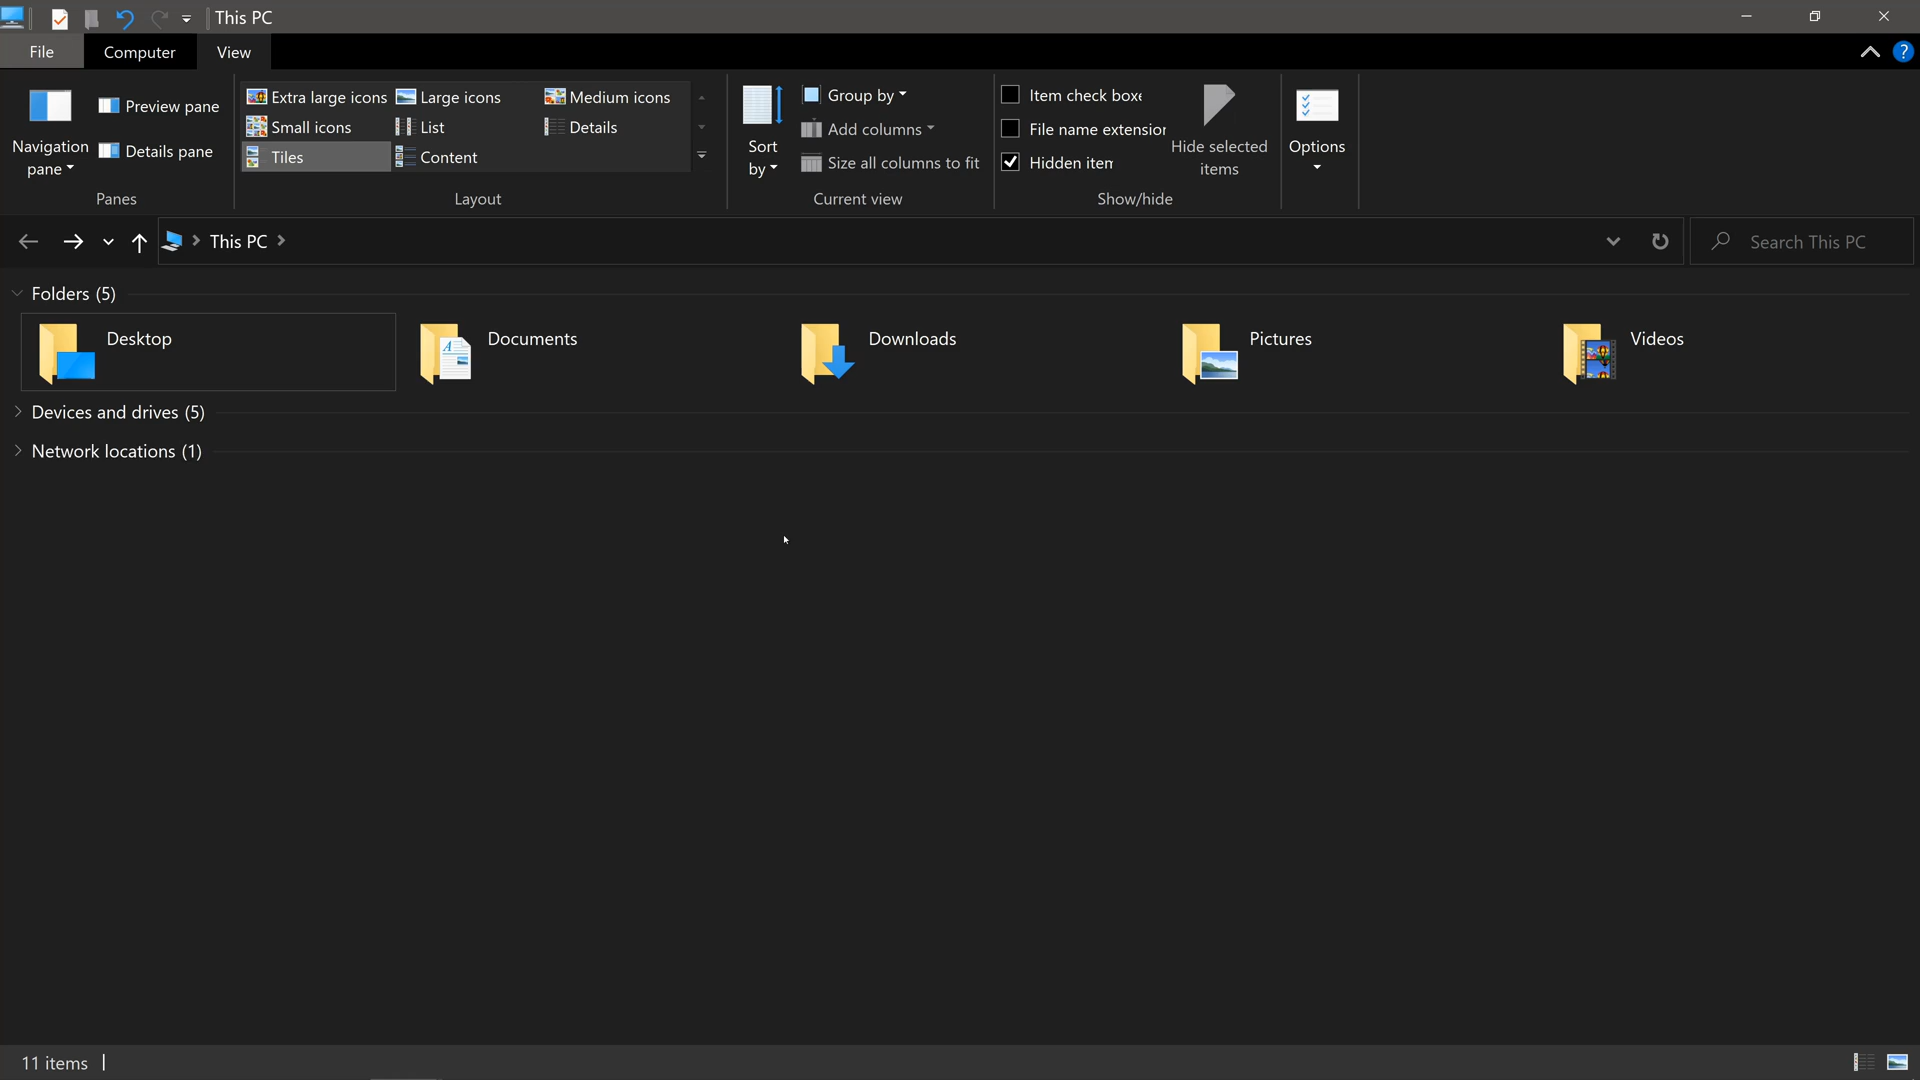 This PC
File Computer View
?
Navigation pane
Preview pane
Details pane
Panes
Extra large icons Large icons Medium icons
Small icons List Details
Tiles Content
Layout
Sort by
Group by
Add columns
Size all columns to fit
Current view
Item check boxe
File name extension
Hidden item
Hide selected items
Show/hide
Options
This PC
Search This PC
Folders (5)
Desktop Documents Downloads Pictures Videos
Devices and drives (5)
Network locations (1)
11 items